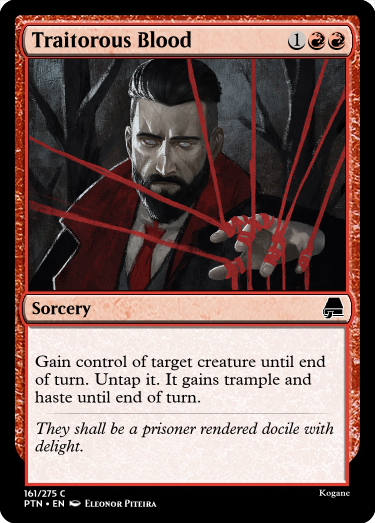 Traitorous Blood 1
Sorcery
Gain control of target creature until end
of turn. Untap it. It gains trample and
haste until end of turn.
They shall be a prisoner rendered docile with
delight.
161/275 C Kogane
PTN • EN Eleonor Piteira